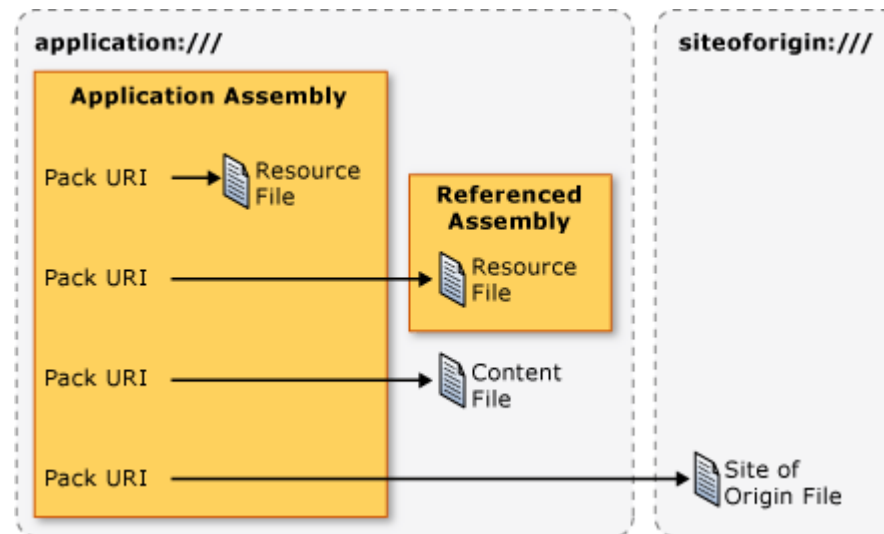 application:///
siteoforigin:///
Application Assembly
Pack URI
Resource
File
Referenced
Assembly
Pack URI
Resource
File
Pack URI
Content
File
Pack URI
Site of
Origin File